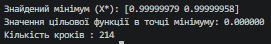 Знайдений мінімум (X*): [0.99999979 0.99999958]
Значення цільової функції в точці мінімуму: 0.000000
Кількість кроків : 214